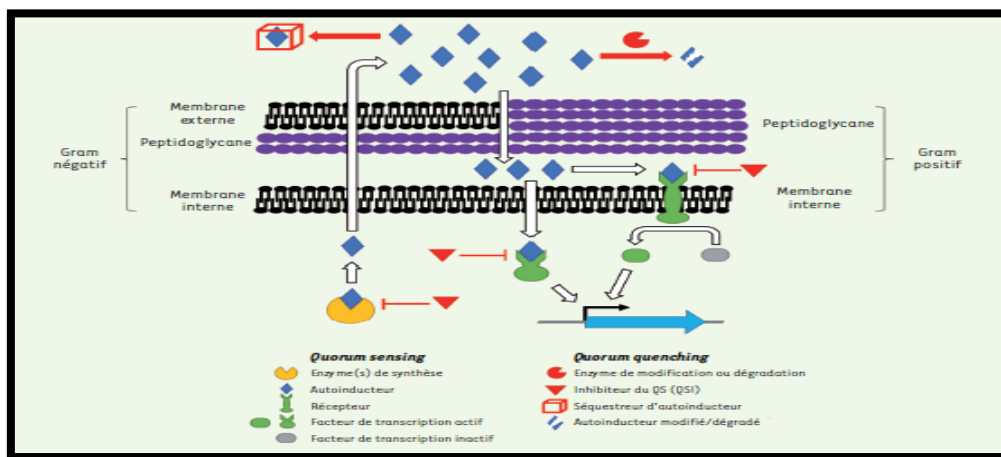 Membrane
externe
Peptidoglycane
Gram
négatif
Membrane
interne
Peptidoglycane
Gram
positif
Membrane
interne
Quorum sensing
Enzyme(s) de synthèse
Autoinducteur
Récepteur
Facteur de transcription actif
Facteur de transcription inactif
Quorum quenching
Enzyme de modification ou dégradation
Inhibiteur du QS (QSI)
Séquestreur d'autoinducteur
Autoinducteur modifié/dégradé